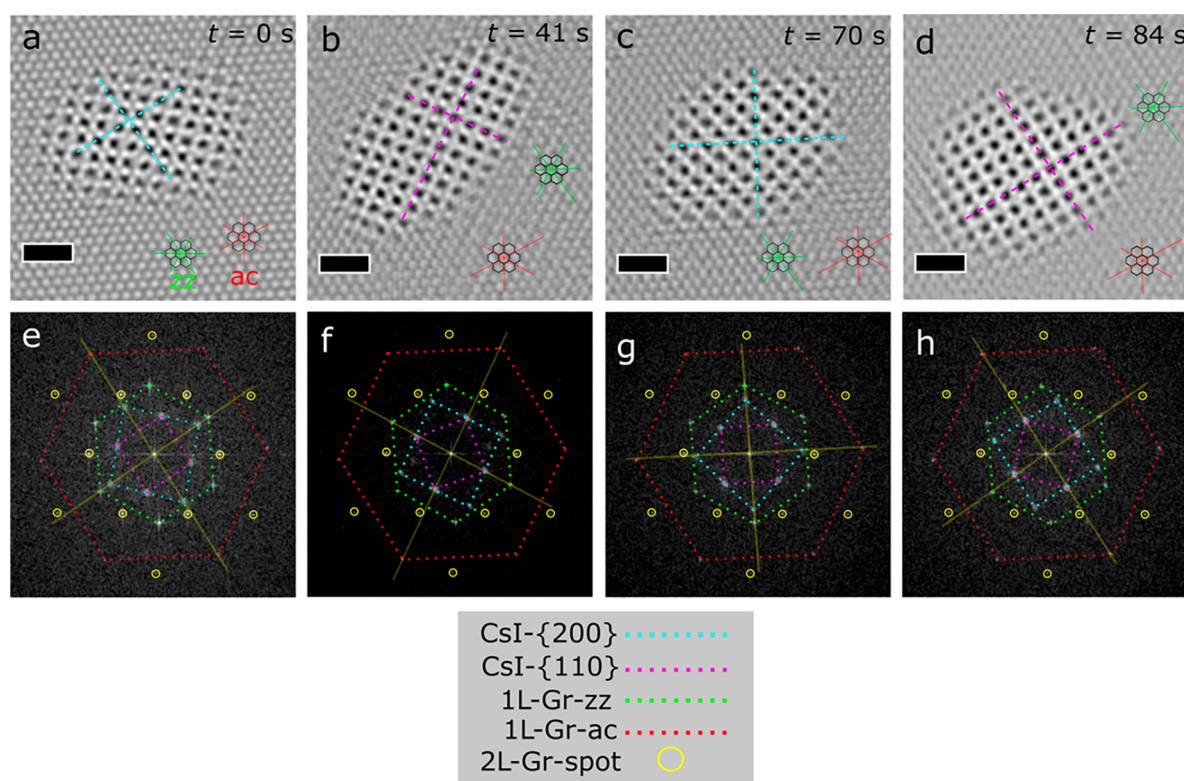 a
t = 0 s
b
t = 41 s
c
t = 70 s
d
t = 84 s
zz
ac
e
f
g
h
CsI-{200}
CsI-{110}
1L-Gr-zz
1L-Gr-ac
2L-Gr-spot